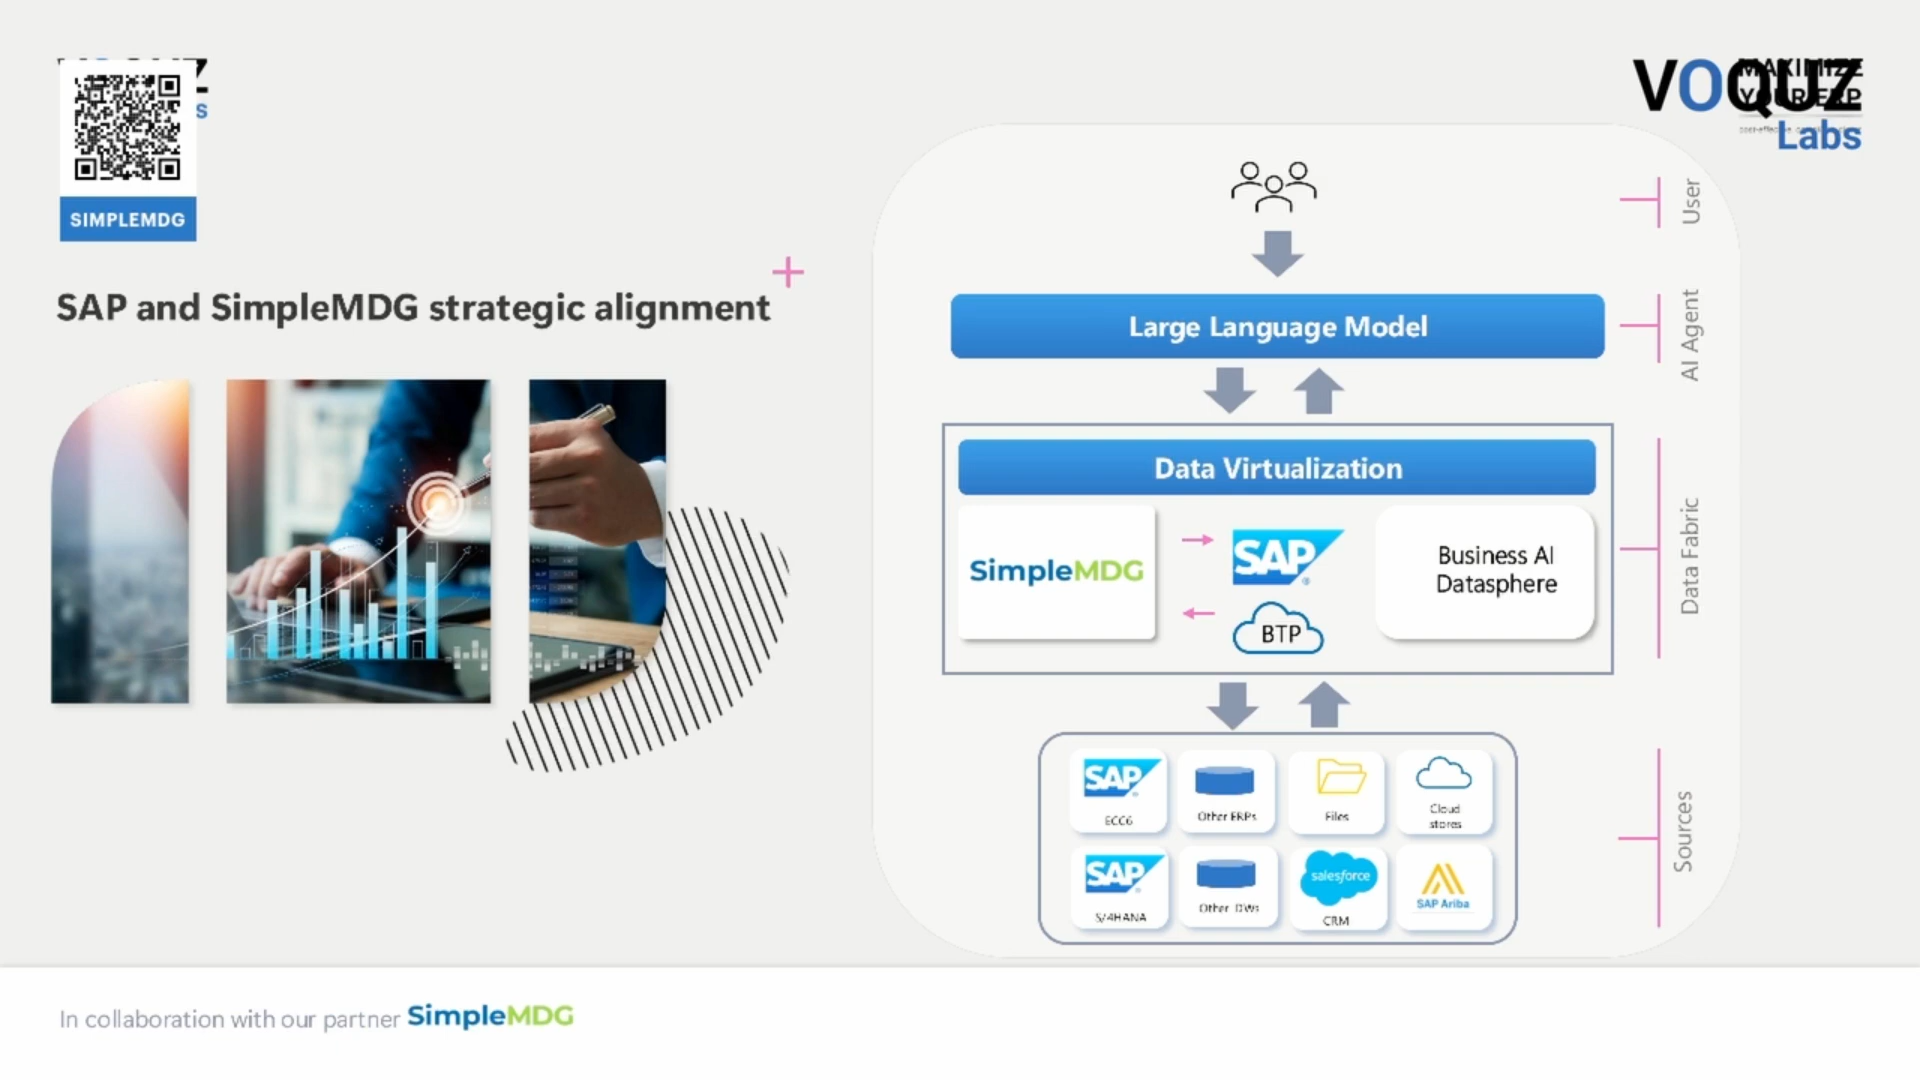 SIMPLEMDG
VOQUZ
Labs
SAP and SimpleMDG strategic alignment
User
Large Language Model
AI Agent
Data Virtualization
SimpleMDG
SAP
BTP
Business AI
Datasphere
Data Fabric
SAP
ECC6
Other ERPs
Files
Cloud
stores
SAP
S/4HANA
Other DWs
salesforce
CRM
SAP Ariba
Sources
In collaboration with our partner SimpleMDG